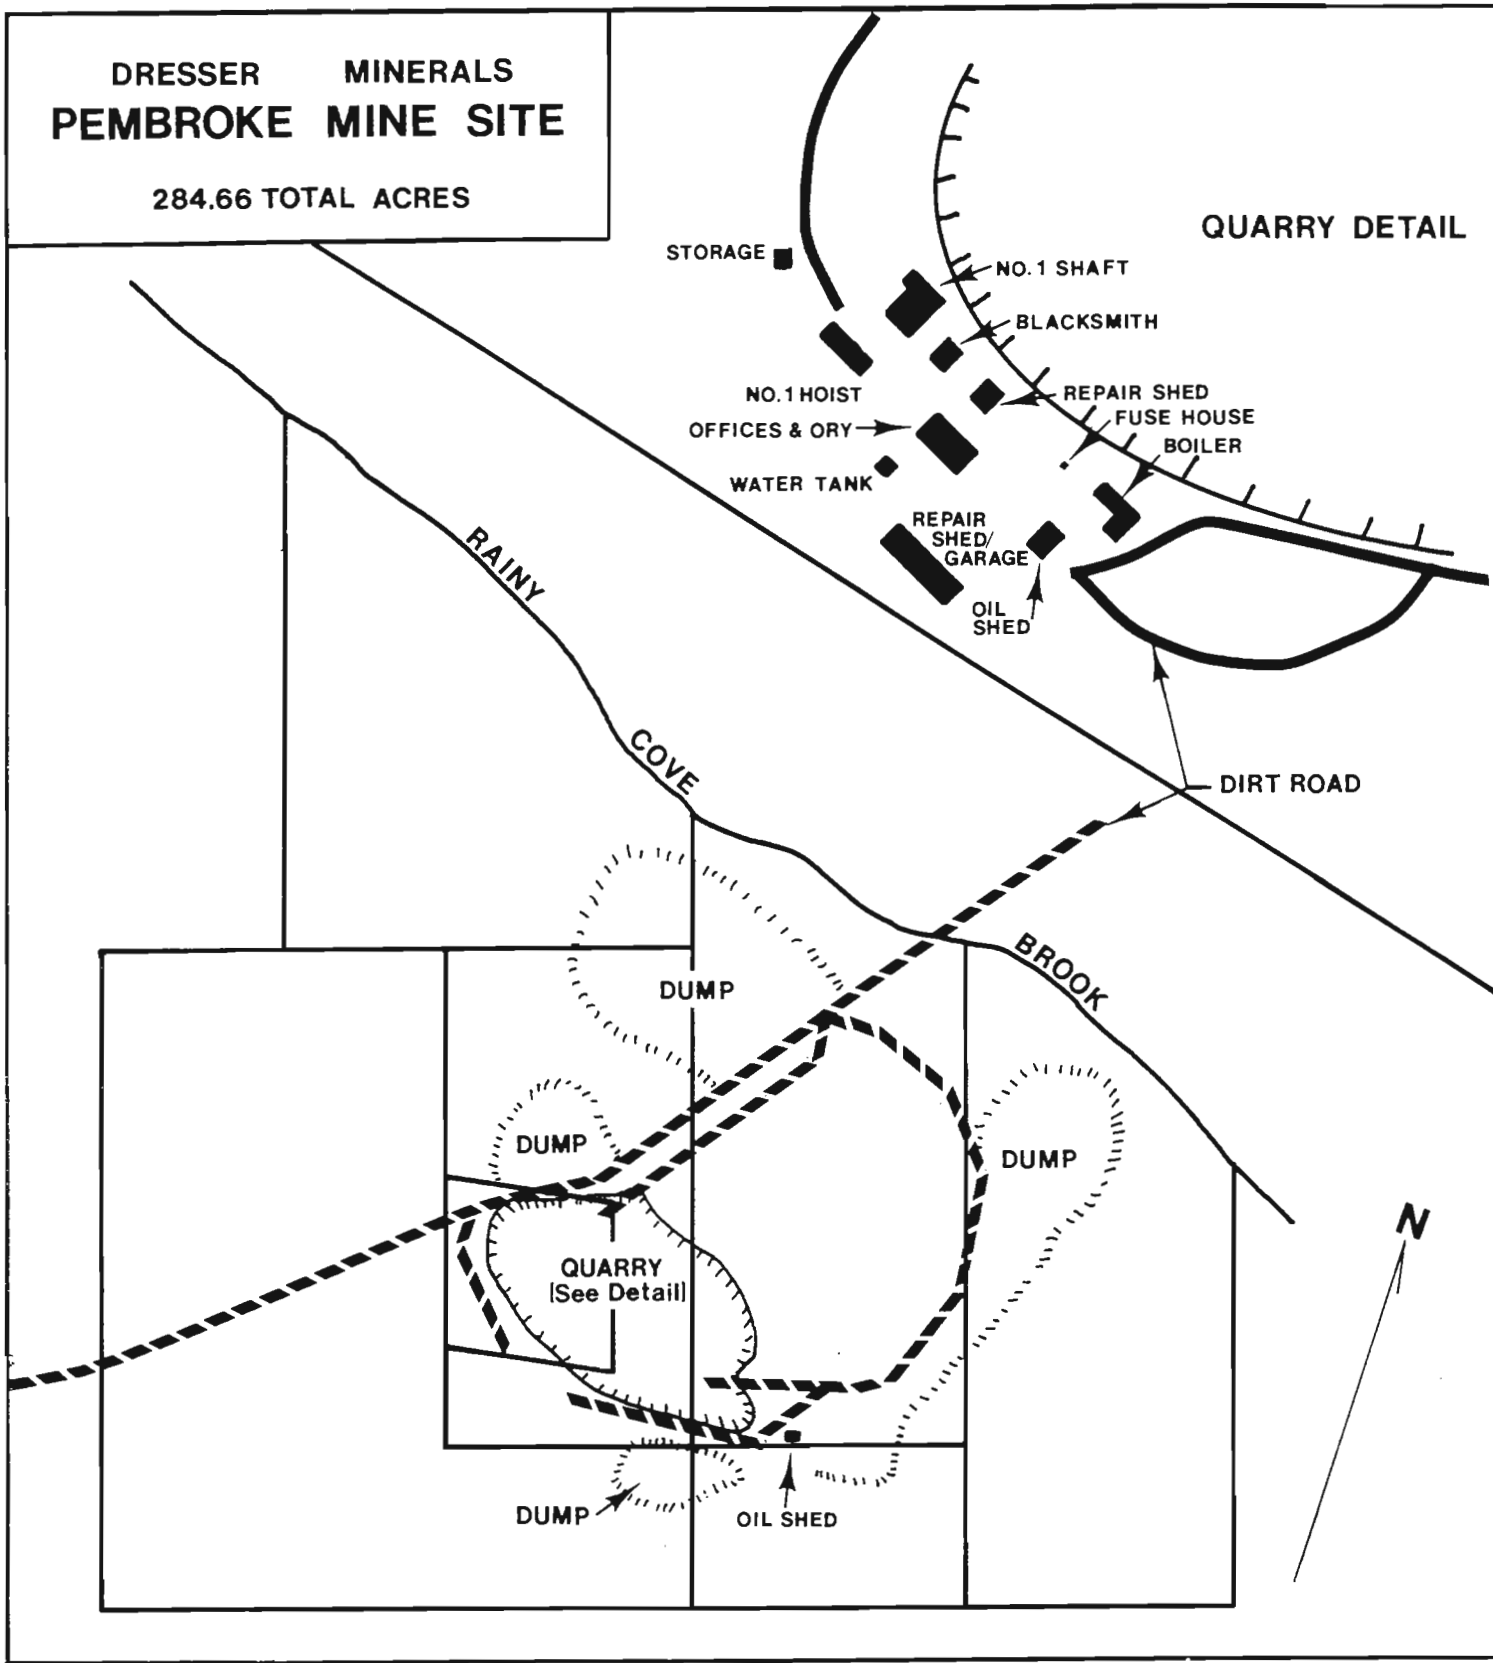 DRESSER MINERALS
PEMBROKE MINE SITE
284.66 TOTAL ACRES
QUARRY DETAIL
STORAGE
NO. 1 SHAFT
BLACKSMITH
NO. 1 HOIST
REPAIR SHED
OFFICES & ORY
FUSE HOUSE
BOILER
WATER TANK
REPAIR
SHED/
GARAGE
OIL
SHED
RAINY
COVE
BROOK
DIRT ROAD
DUMP
DUMP
DUMP
QUARRY
[See Detail]
DUMP
OIL SHED
N